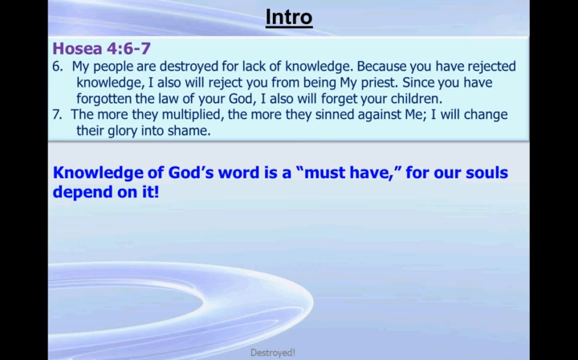 Intro
Hosea 4:6-7
6. My people are destroyed for lack of knowledge. Because you have rejected
knowledge, I also will reject you from being My priest. Since you have
forgotten the law of your God, I also will forget your children.
7. The more they multiplied, the more they sinned against Me; I will change
their glory into shame.
Knowledge of God's word is a “must have,” for our souls
depend on it!
Destroyed!